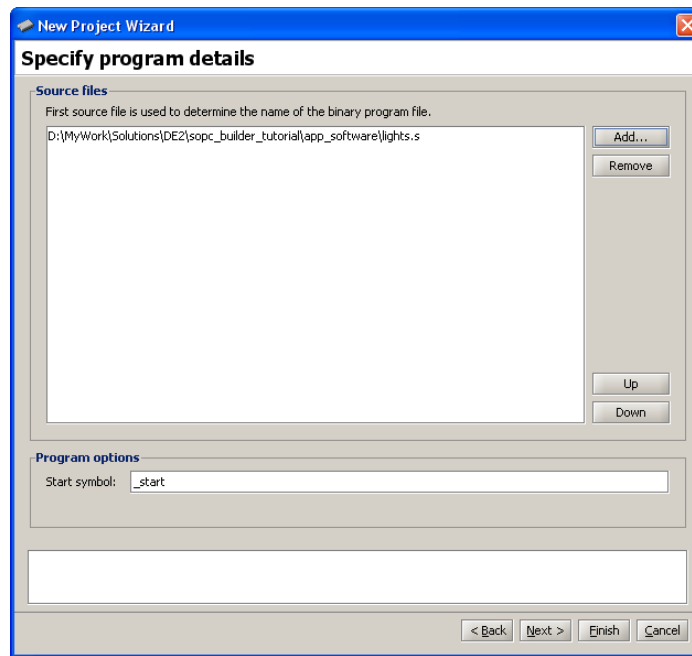 New Project Wizard
Specify program details
Source files
First source file is used to determine the name of the binary program file.
D:\MyWork\Solutions\DE2\sopc_builder_tutorial\app_software\lights.s
Add...
Remove
Up
Down
Program options
Start symbol: _start
< Back Next > Finish Cancel